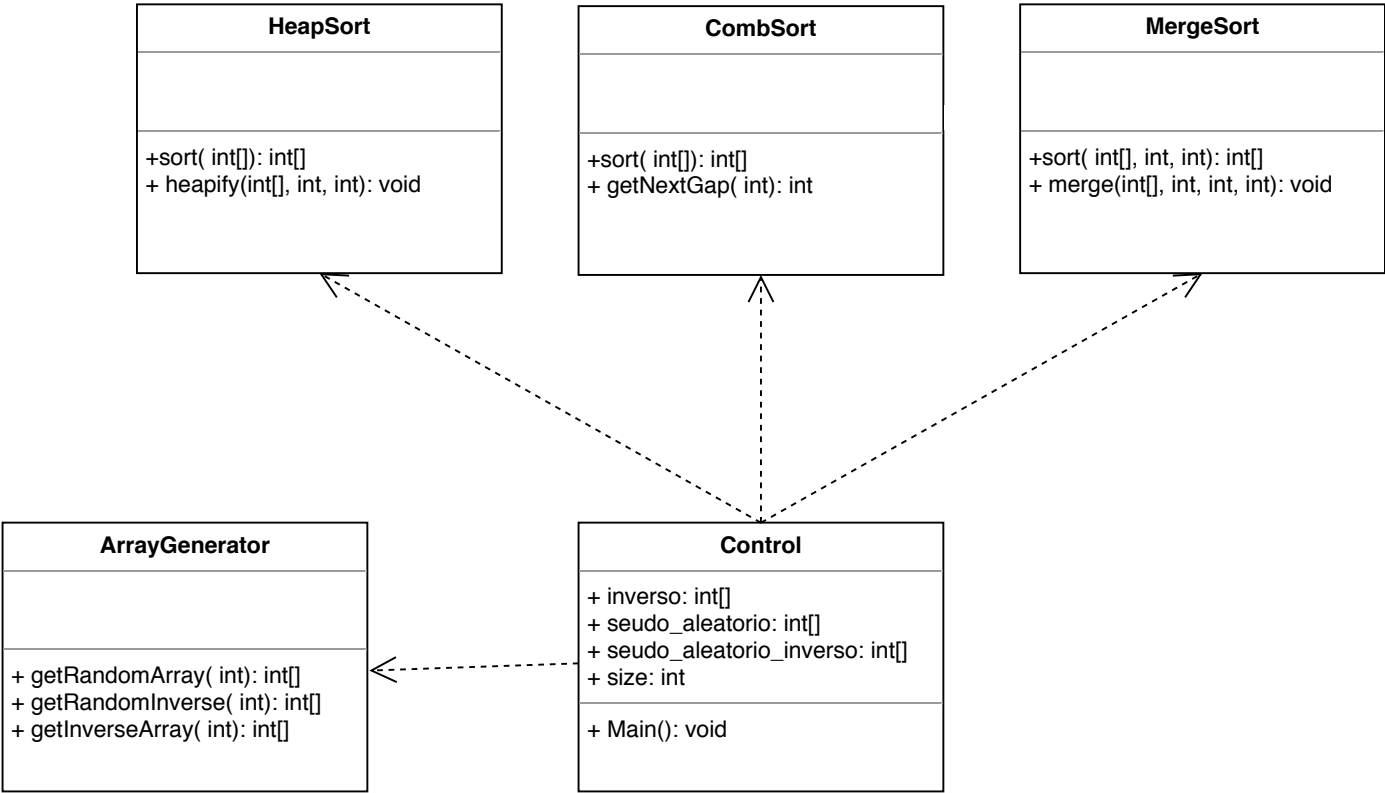 HeapSort
+sort( int[]): int[]
+ heapify(int[], int, int): void
CombSort
+sort( int[]): int[]
+ getNextGap( int): int
MergeSort
+sort( int[], int, int): int[]
+ merge(int[], int, int, int): void
ArrayGenerator
+ getRandomArray( int): int[]
+ getRandomInverse( int): int[]
+ getInverseArray( int): int[]
Control
+ inverso: int[]
+ seudo_aleatorio: int[]
+ seudo_aleatorio_inverso: int[]
+ size: int
+ Main(): void